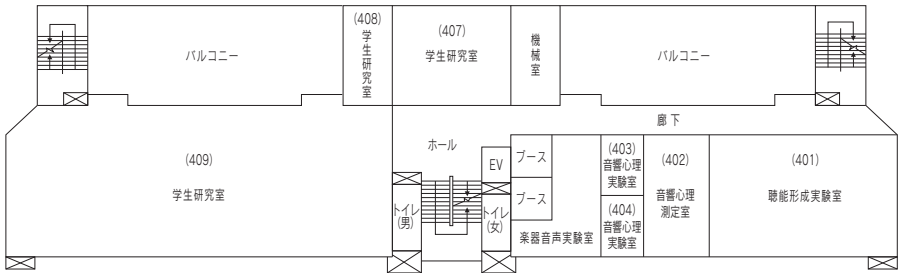 バルコニー
(408)
学生研究室
(407)
学生研究室
機械室
バルコニー
廊下
ホール
(409)
学生研究室
EV
ブース
ブース
トイレ
(男)
トイレ
(女)
楽器音声実験室
(403)
音響心理
実験室
(404)
音響心理
実験室
(402)
音響心理
測定室
(401)
聴能形成実験室